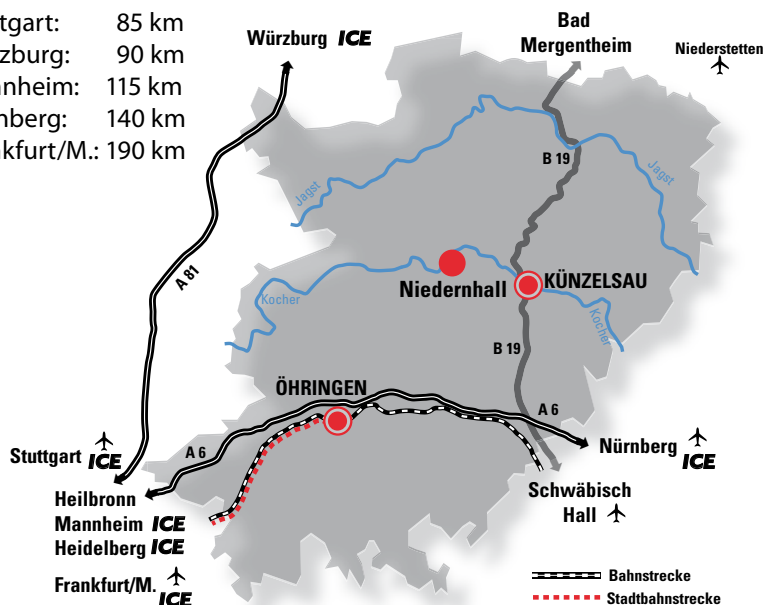 tgart: 85 km
zburg: 90 km
nheim: 115 km
berg: 140 km
kfurt/M.: 190 km
Würzburg ICE
Bad
Mergentheim
Niederstetten
B 19
Jagst
Jagst
A 81
Niedernhall
KÜNZELSAU
Kocher
Kocher
B 19
ÖHRINGEN
A 6
A 6
Stuttgart ICE
Nürnberg ICE
Heilbronn
Mannheim ICE
Heidelberg ICE
Schwäbisch
Hall
Frankfurt/M. ICE
Bahnstrecke
Stadtbahnstrecke